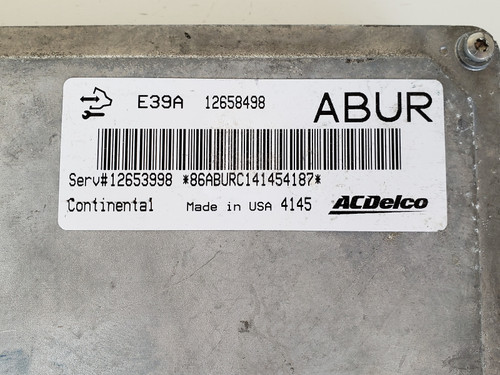 E39A 12658498 ABUR
Serv#12653998 *86ABURC141454187*
Continental Made in USA 4145 ACDelco